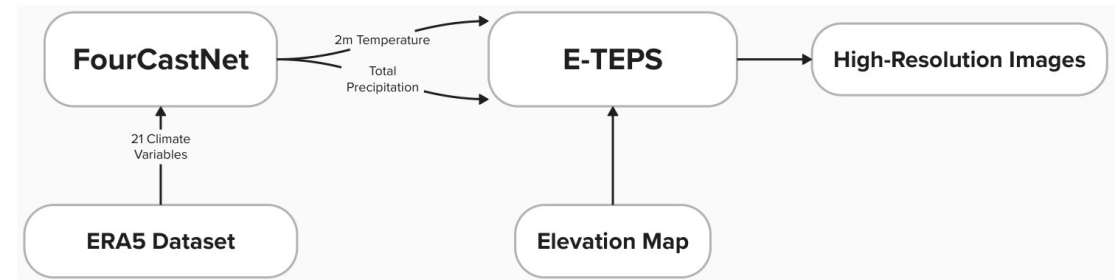 FourCastNet
2m Temperature
Total
Precipitation
E-TEPS
High-Resolution Images
21 Climate
Variables
ERA5 Dataset
Elevation Map